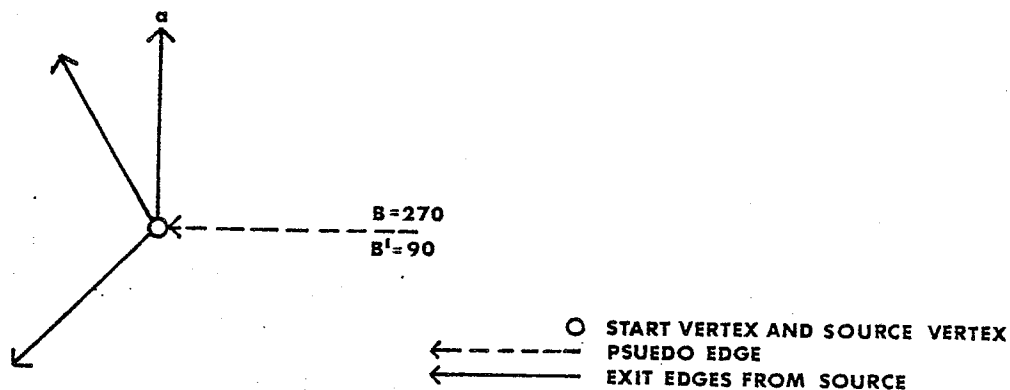 a
B=270
B'=90
START VERTEX AND SOURCE VERTEX
PSUEDO EDGE
EXIT EDGES FROM SOURCE